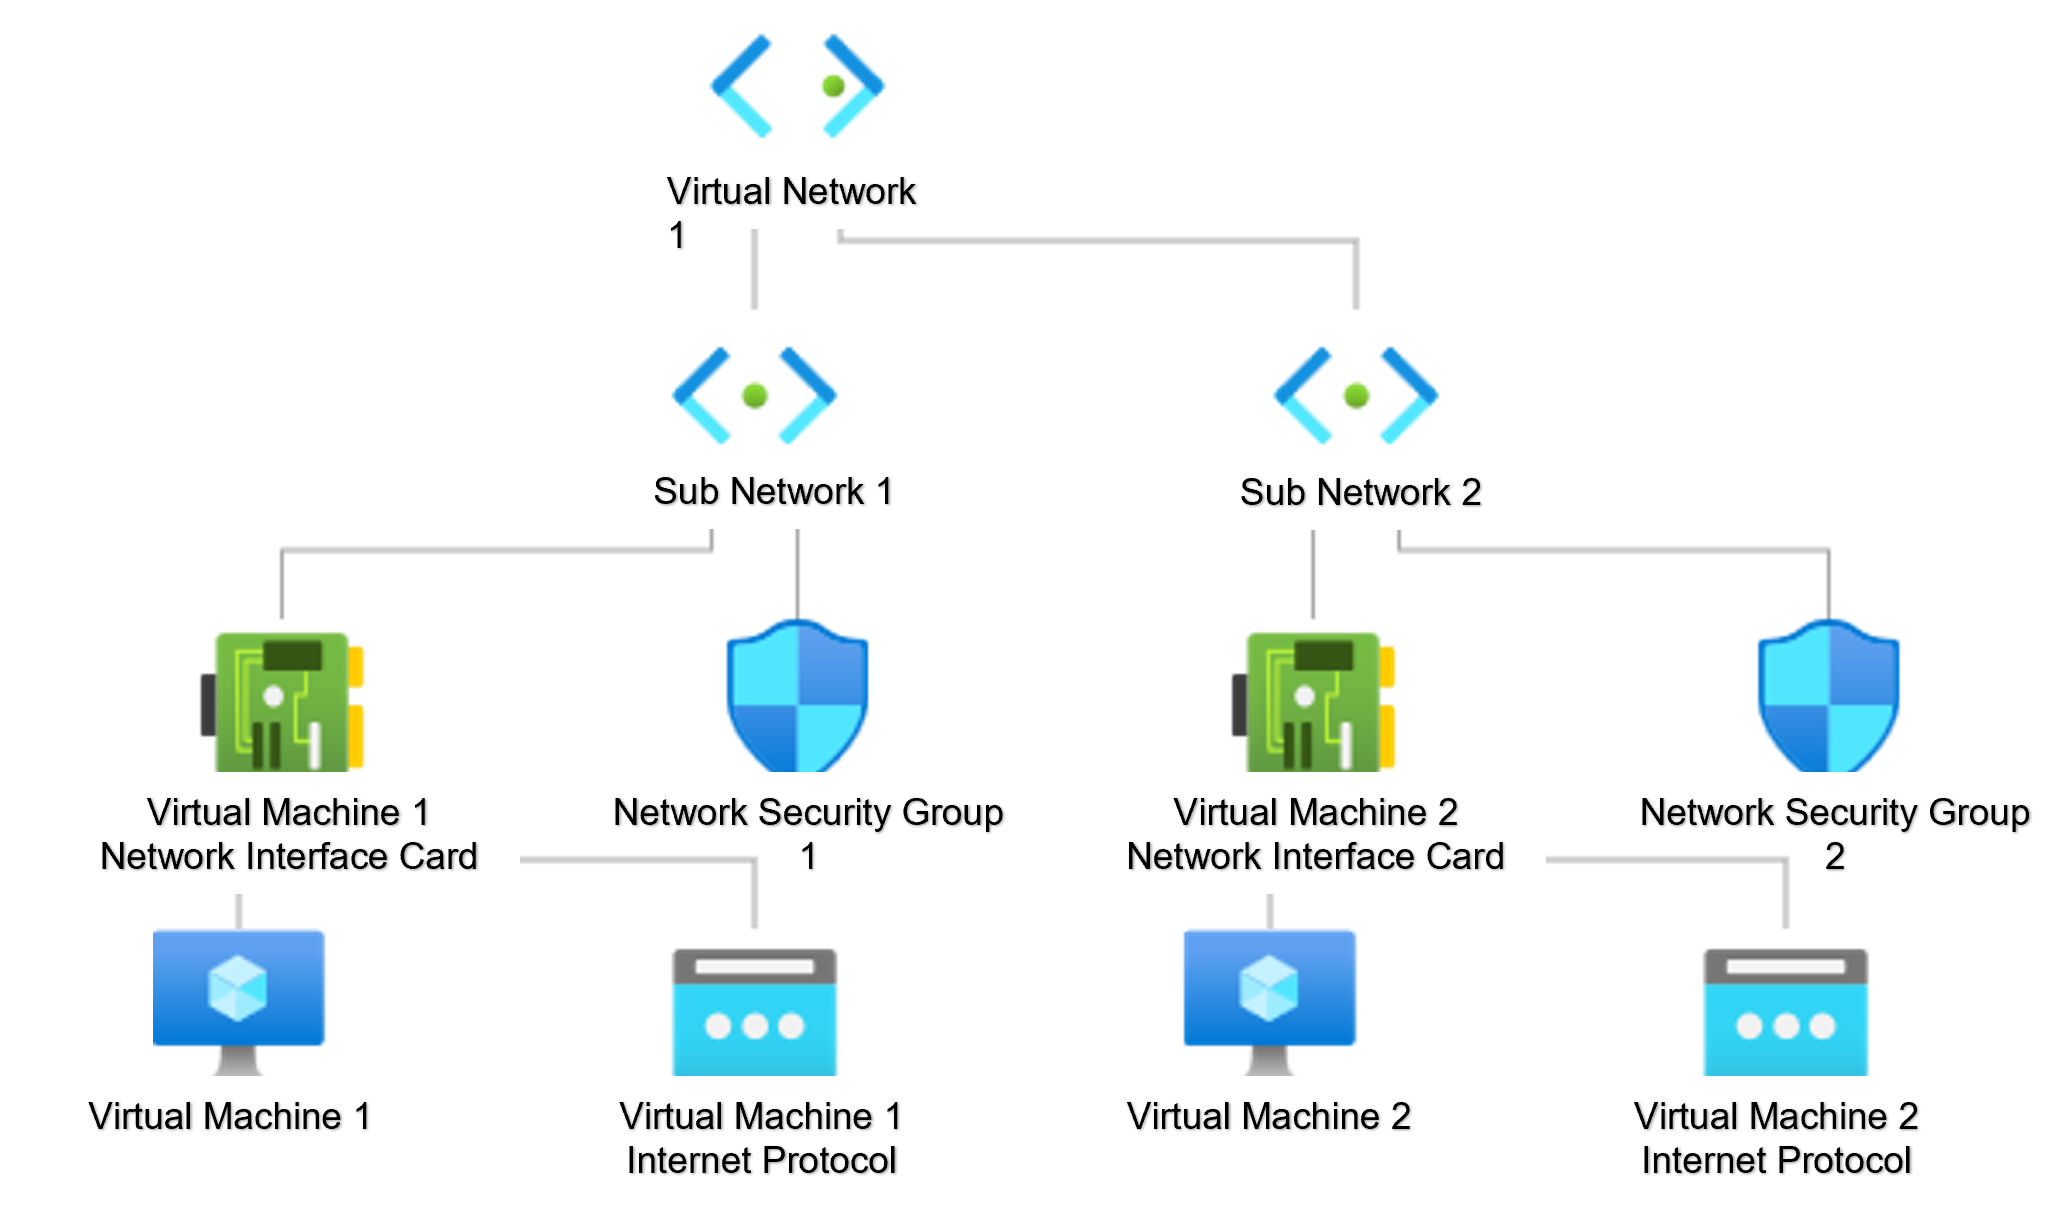 Virtual Network
1
Sub Network 1
Sub Network 2
Virtual Machine 1
Network Interface Card
Network Security Group
1
Virtual Machine 2
Network Interface Card
Network Security Group
2
Virtual Machine 1
Virtual Machine 1
Internet Protocol
Virtual Machine 2
Virtual Machine 2
Internet Protocol